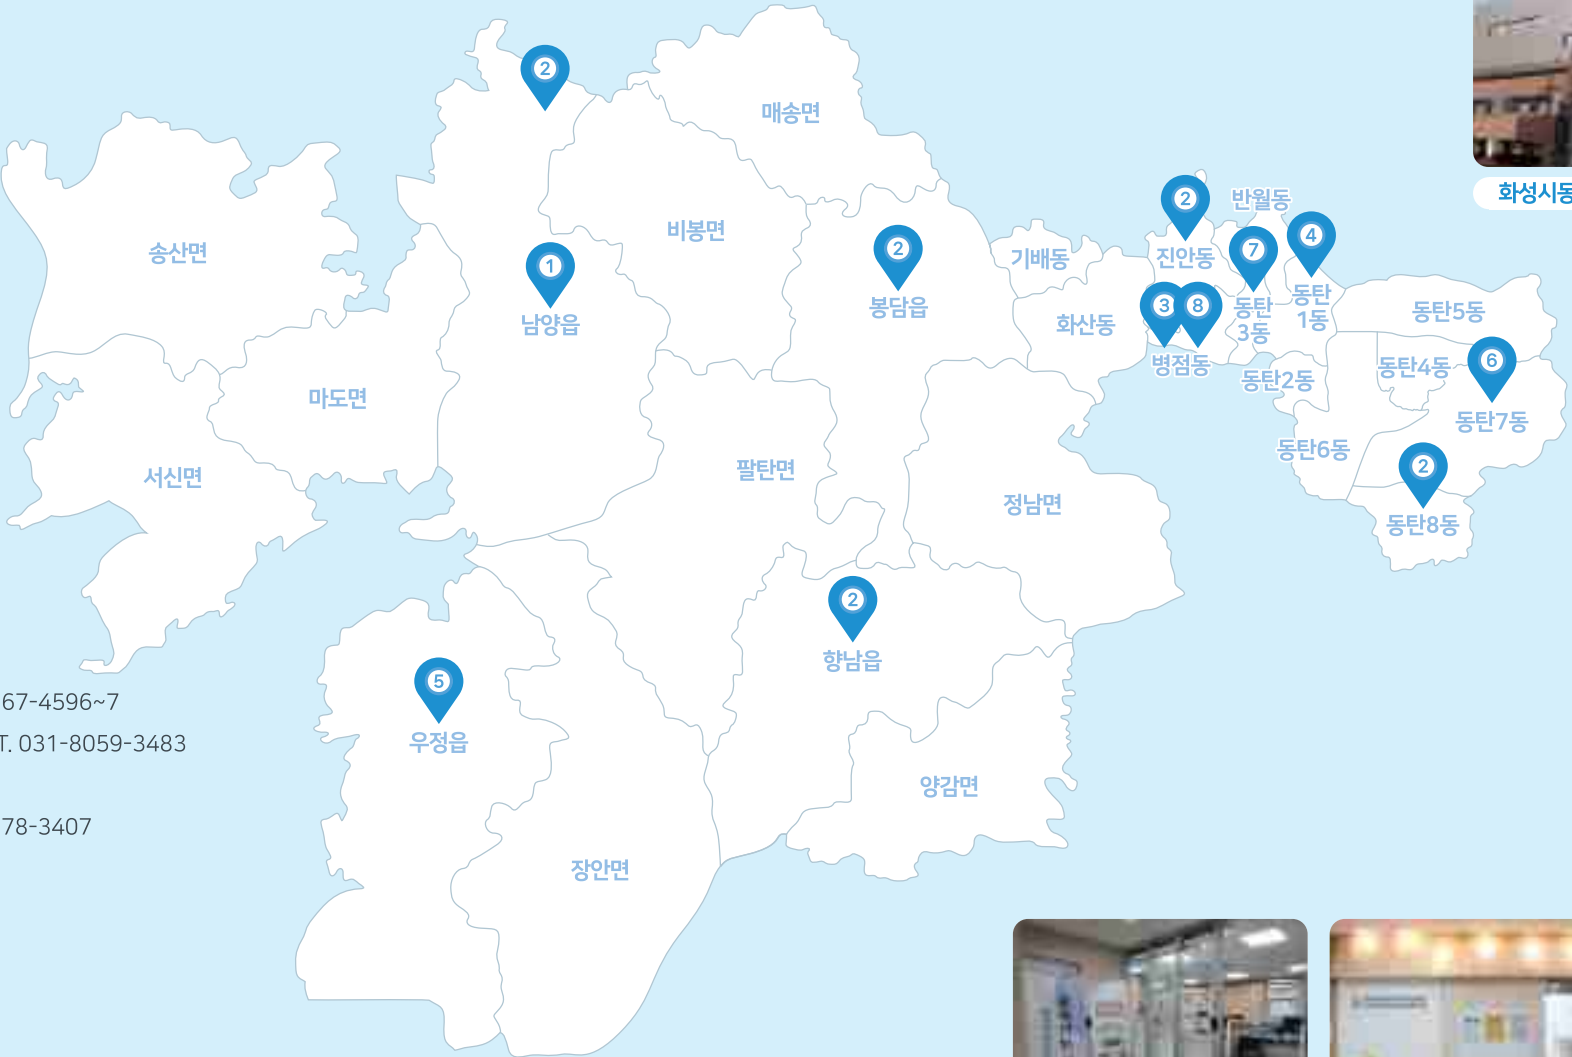 2
매송면
화성시동
2
반월동
4
비봉면
2
7
송산면
1
기배동
진안동
남양읍
봉담읍
3
8
동탄
3동
동탄
1동
동탄5동
화산동
병점동
동탄2동
동탄4동
6
마도면
동탄7동
서신면
팔탄면
정남면
동탄6동
2
동탄8동
2
향남읍
5
우정읍
67-4596~7
T. 031-8059-3483
78-3407
양감면
장안면